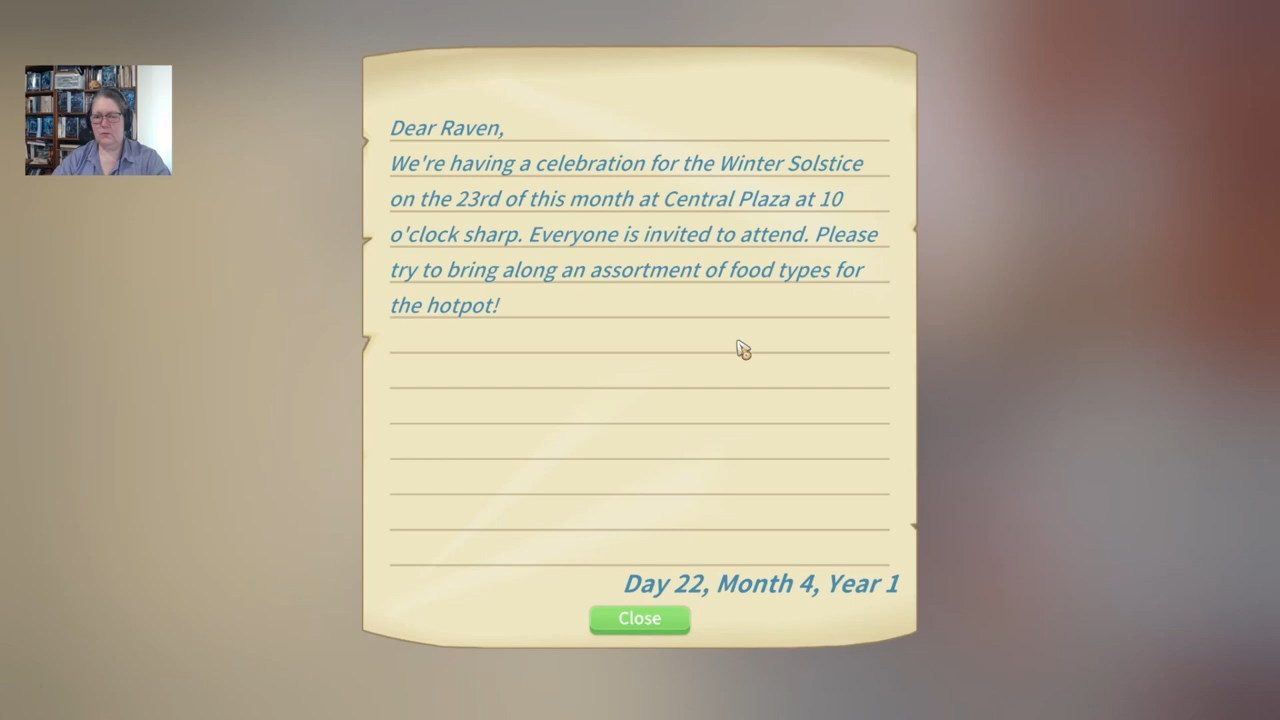 Dear Raven,
We're having a celebration for the Winter Solstice
on the 23rd of this month at Central Plaza at 10
o'clock sharp. Everyone is invited to attend. Please
try to bring along an assortment of food types for
the hotpot!
Day 22, Month 4, Year 1
Close